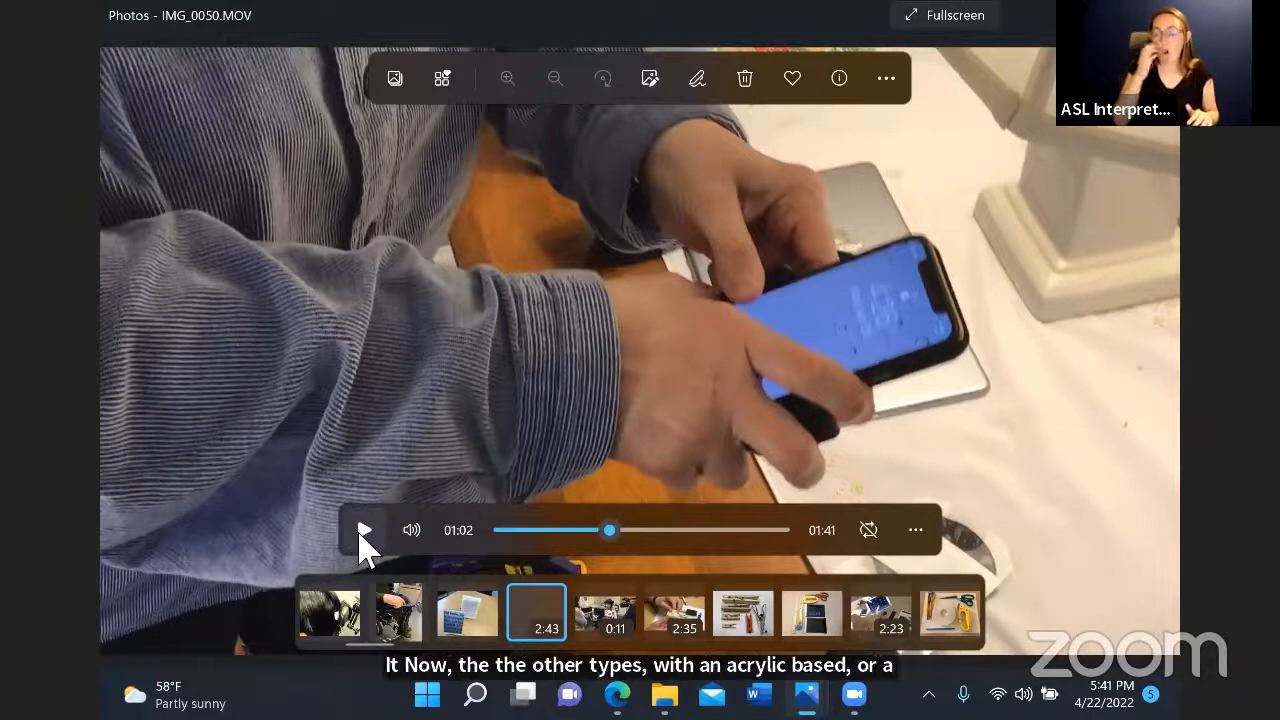 Photos - IMG_0050.MOV
Fullscreen
ASL Interpret...
01:02
01:41
2:43
0:11
2:35
2:23
It Now, the the other types, with an acrylic based, or a
zoom
58°F
Partly sunny
5:41 PM
4/22/2022
5